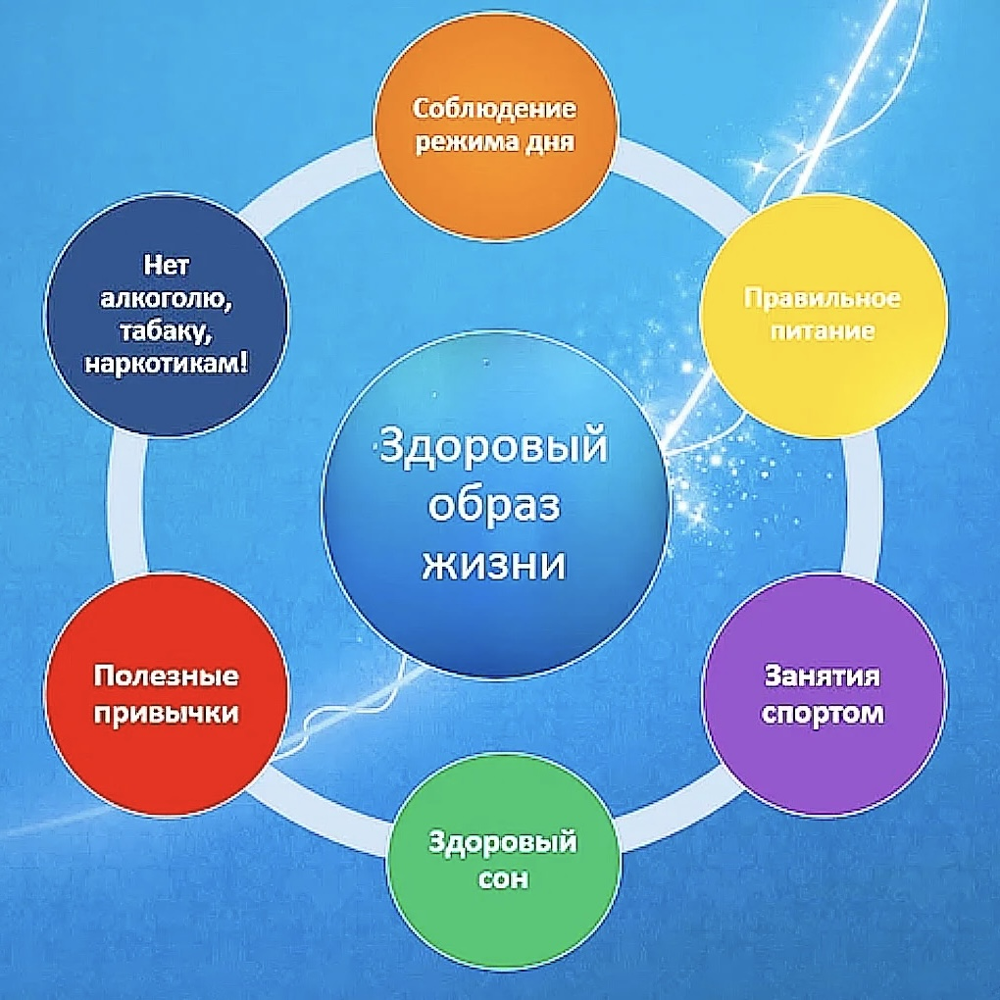 Соблюдение
режима дня
Правильное
питание
Занятия
спортом
Здоровый
сон
Полезные
привычки
Нет
алкоголю,
табаку,
наркотикам!
Здоровый
образ
жизни